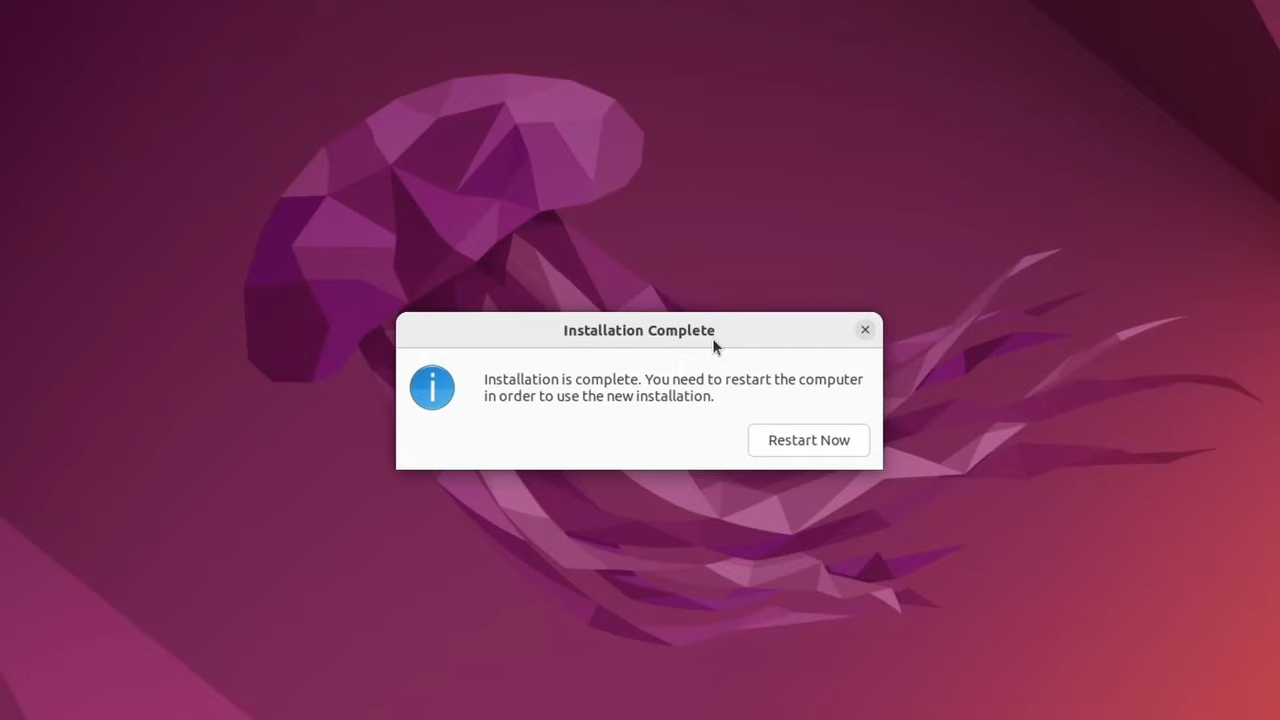 Installation Complete
Installation is complete. You need to restart the computer
in order to use the new installation.
Restart Now